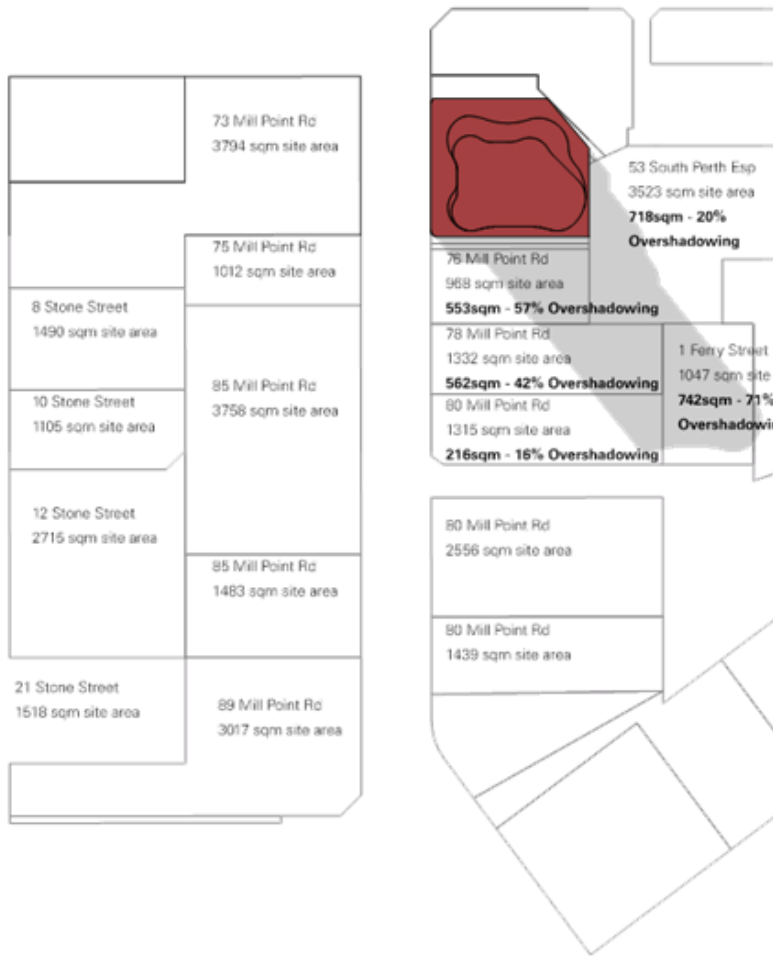 73 Mill Point Rd
3794 sqm site area
75 Mill Point Rd
1012 sqm site area
8 Stone Street
1490 sqm site area
85 Mill Point Rd
3758 sqm site area
10 Stone Street
1105 sqm site area
12 Stone Street
2715 sqm site area
85 Mill Point Rd
1483 sqm site area
21 Stone Street
1518 sqm site area
89 Mill Point Rd
3017 sqm site area
53 South Perth Esp
3523 sqm site area
718sqm - 20%
Overshadowing
76 Mill Point Rd
968 sqm site area
553sqm - 57% Overshadowing
78 Mill Point Rd
1332 sqm site area
562sqm - 42% Overshadowing
1 Ferry Street
1047 sqm site
742sqm - 71%
Overshadowin
80 Mill Point Rd
1315 sqm site area
216sqm - 16% Overshadowing
80 Mill Point Rd
2556 sqm site area
80 Mill Point Rd
1439 sqm site area